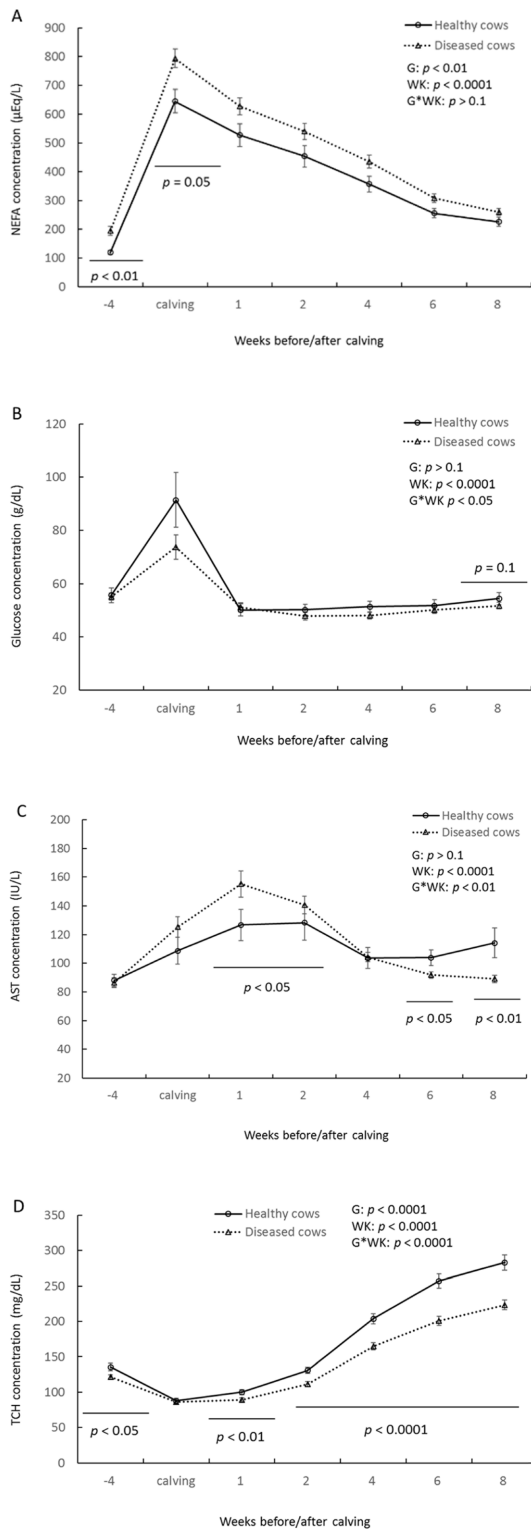 A
NEFA concentration (µEq/L)
900
800
700
600
500
400
300
200
100
0
Healthy cows
Diseased cows
G: p < 0.01
WK: p < 0.0001
G*WK: p > 0.1
p = 0.05
p < 0.01
-4 calving 1 2 4 6 8
Weeks before/after calving
B
Glucose concentration (g/dL)
120
100
80
60
40
20
Healthy cows
Diseased cows
G: p > 0.1
WK: p < 0.0001
G*WK p < 0.05
p = 0.1
-4 calving 1 2 4 6 8
Weeks before/after calving
C
AST concentration (IU/L)
200
180
160
140
120
100
80
60
40
20
Healthy cows
Diseased cows
G: p > 0.1
WK: p < 0.0001
G*WK: p < 0.01
p < 0.05
p < 0.05
p < 0.01
-4 calving 1 2 4 6 8
Weeks before/after calving
D
TCH concentration (mg/dL)
350
300
250
200
150
100
50
0
Healthy cows
Diseased cows
G: p < 0.0001
WK: p < 0.0001
G*WK: p < 0.0001
p < 0.05
p < 0.01
p < 0.0001
-4 calving 1 2 4 6 8
Weeks before/after calving